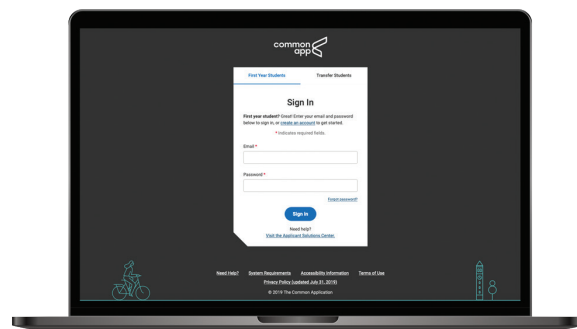 common
app
First Year Students
Transfer Students
Sign In
First year student? Great! Enter your email and password
below to sign in, or create an account to get started.
* Indicates required fields.
Email *
Password *
Forgot password?
Sign In
Need help?
Visit the Applicant Solutions Center.
Need Help? System Requirements Accessibility Information Terms of Use
Privacy Policy (updated July 31, 2019)
© 2019 The Common Application